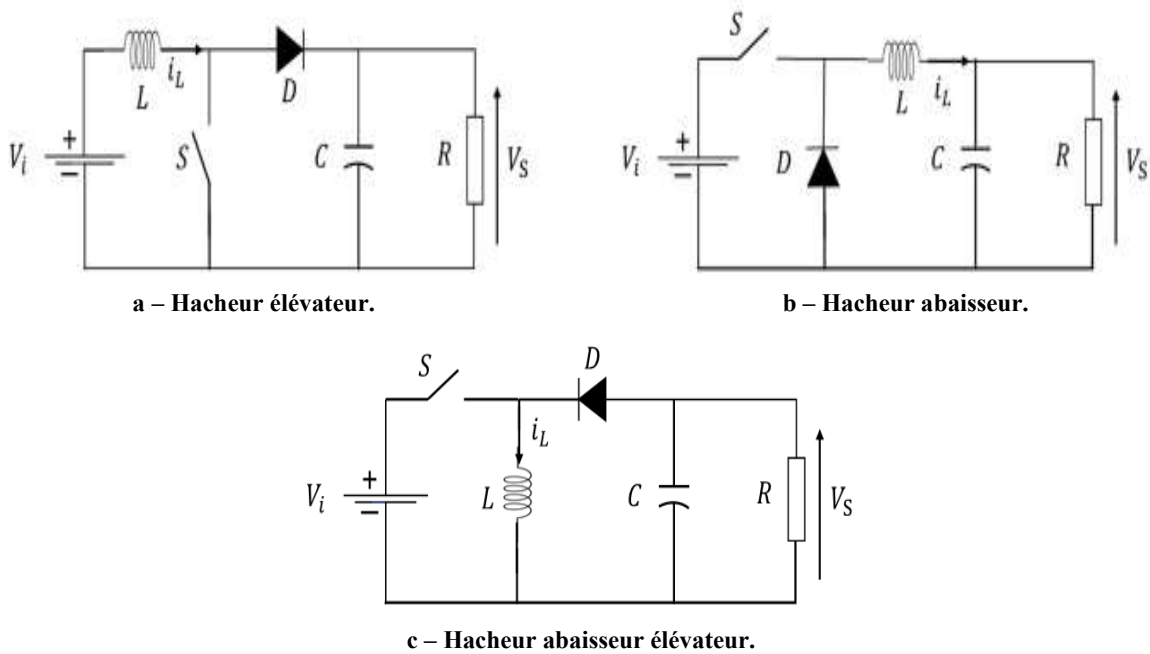 S
i_L
L
D
V_i
+
−
S
C
R
V_S
a – Hacheur élévateur.
S
L
i_L
V_i
+
−
D
C
R
V_S
b – Hacheur abaisseur.
S
D
i_L
V_i
+
−
L
C
R
V_S
c – Hacheur abaisseur élévateur.